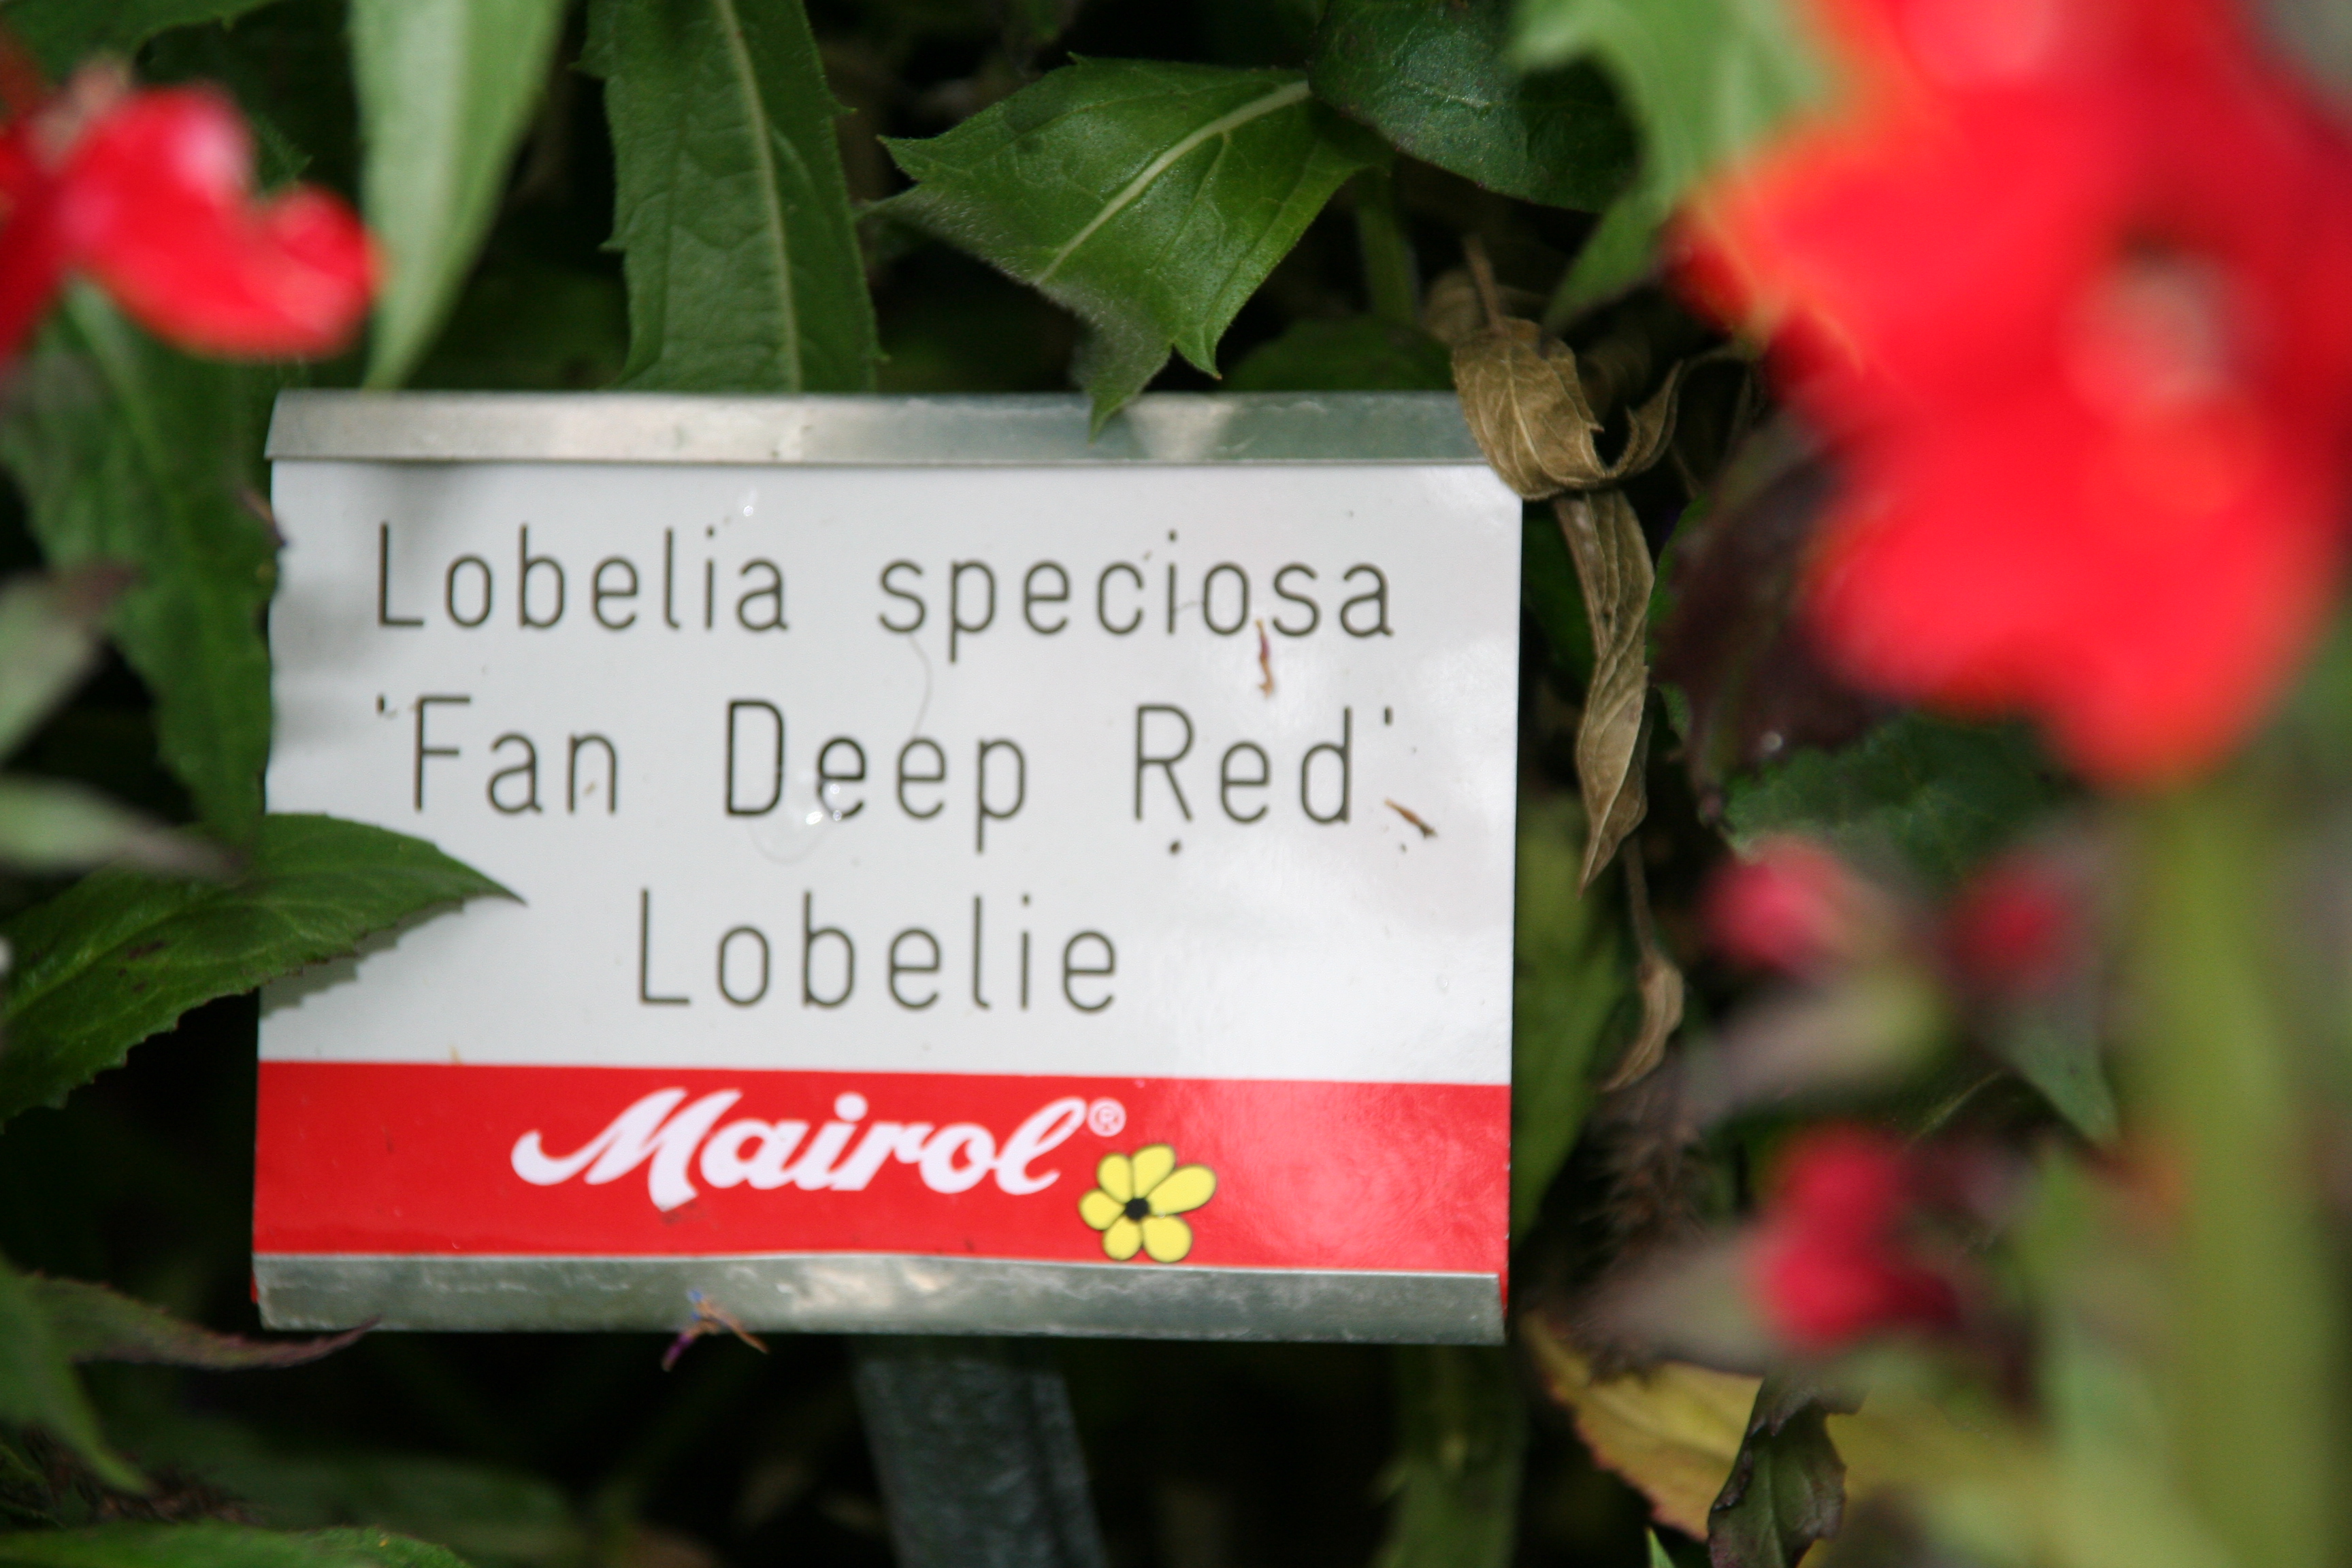 Lobelia speciosa
'Fan Deep Red'
Lobelie
Mairol®